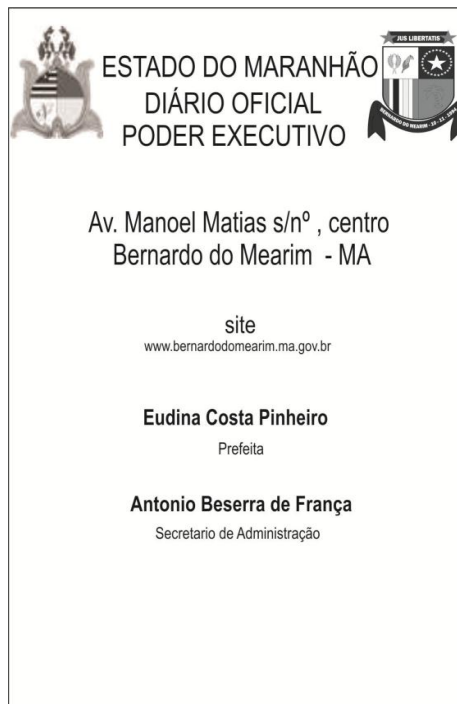 JUS LIBERTATIS
ESTADO DO MARANHÃO
DIÁRIO OFICIAL
PODER EXECUTIVO
Av. Manoel Matias s/nº , centro
Bernardo do Mearim - MA
site
www.bernardodomearim.ma.gov.br
Eudina Costa Pinheiro
Prefeita
Antonio Beserra de França
Secretario de Administração